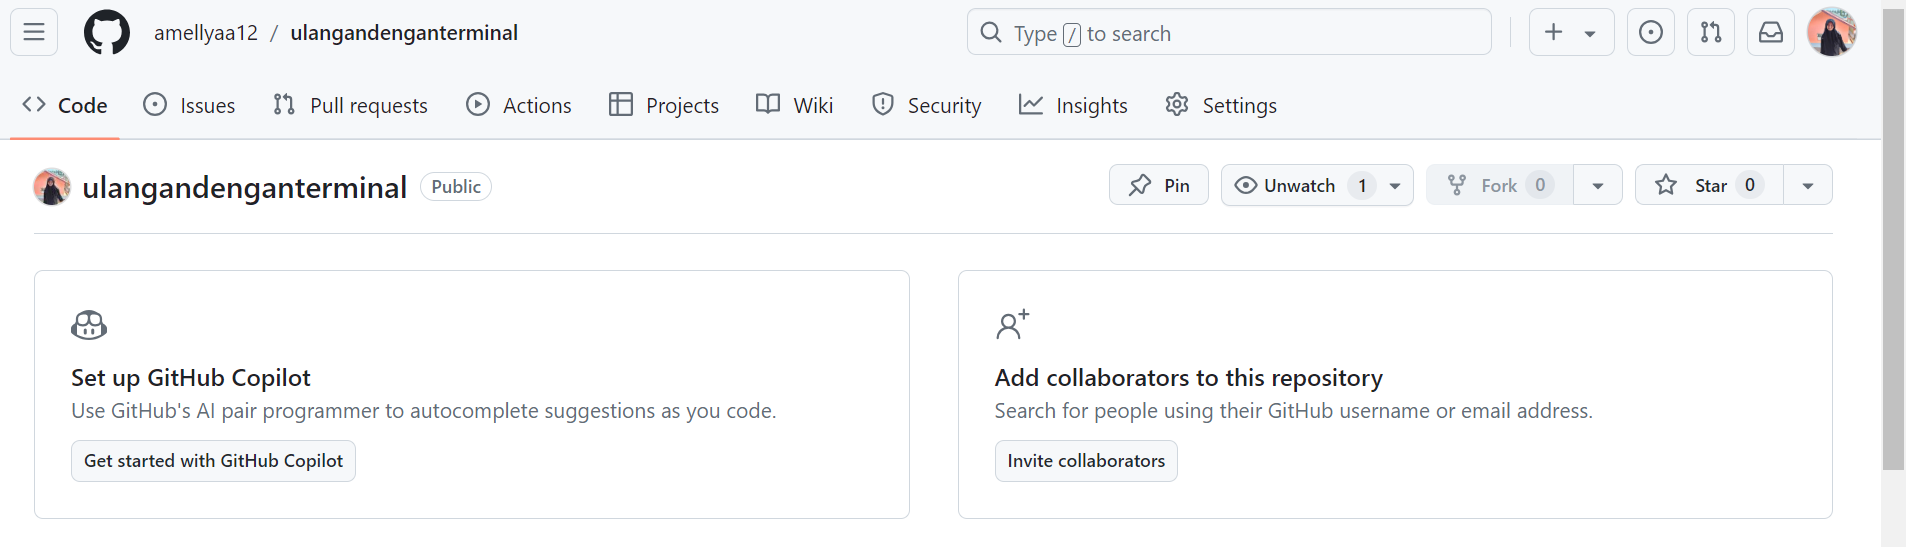 amellyaa12 / ulangandenganterminal
Type / to search
Code Issues Pull requests Actions Projects Wiki Security Insights Settings
ulangandenganterminal Public
Pin Unwatch 1 Fork 0 Star 0
Set up GitHub Copilot
Use GitHub's AI pair programmer to autocomplete suggestions as you code.
Get started with GitHub Copilot
Add collaborators to this repository
Search for people using their GitHub username or email address.
Invite collaborators